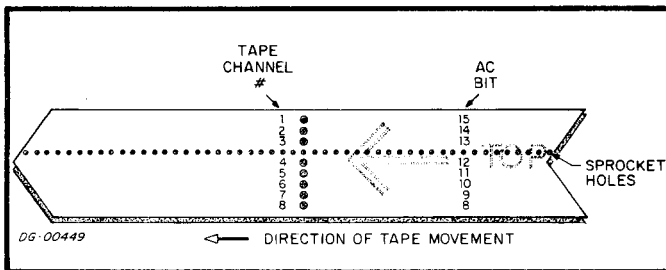 TAPE CHANNEL #
AC BIT
1 15
2 14
3 13
4 12
5 11
6 10
7 9
8 8
TOP
SPROCKET HOLES
DG-00449
DIRECTION OF TAPE MOVEMENT